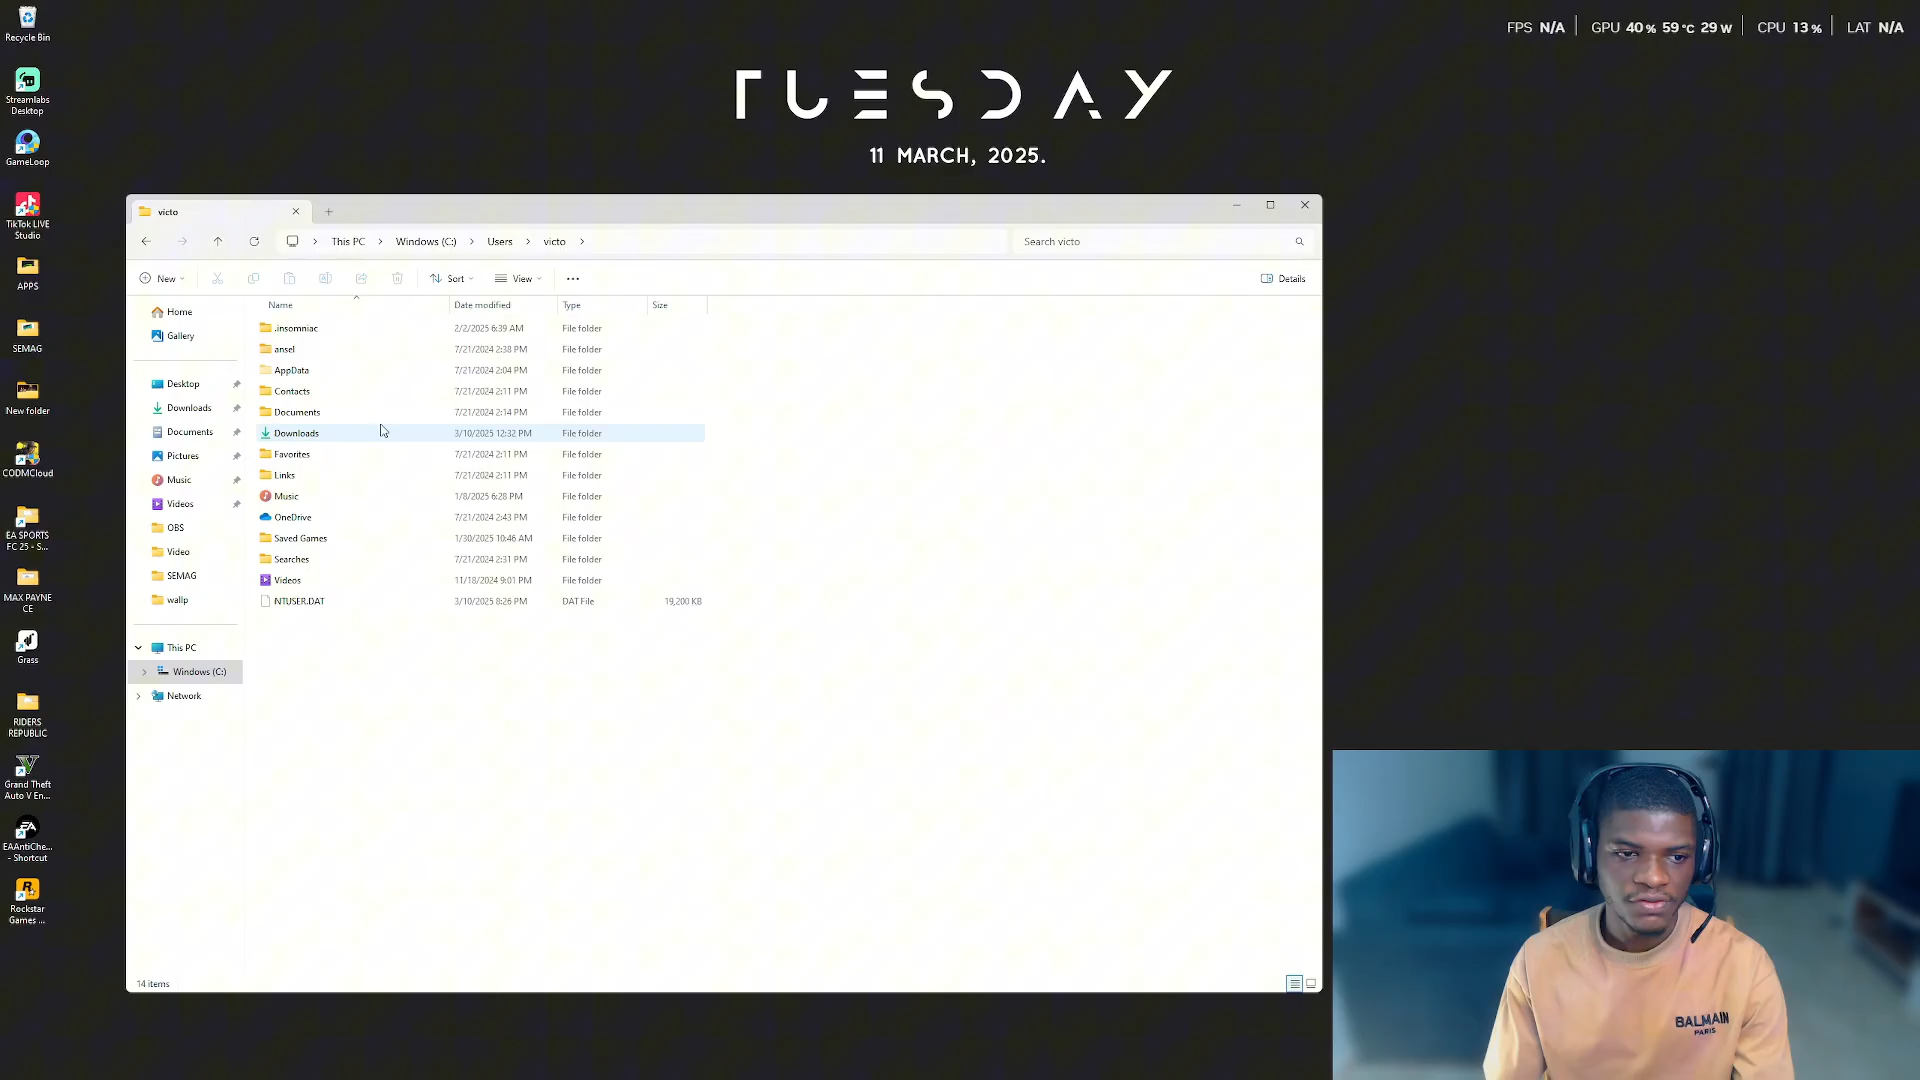 Recycle Bin
Streamlabs
Desktop
GameLoop
TikTok LIVE
Studio
APPS
SEMAG
New folder
CODMCloud
EA SPORTS
FC 25 - S...
MAX PAYNE
CE
Grass
RIDERS
REPUBLIC
Grand Theft
Auto V En...
EAAntiChe...
- Shortcut
Rockstar
Games ...
FPS N/A GPU 40 % 59 °C 29 W CPU 13 % LAT N/A
TUESDAY
11 MARCH, 2025.
victo
This PC > Windows (C:) > Users > victo >
Search victo
New Sort View ... Details
Name Date modified Type Size
Home
Gallery
Desktop
Downloads
Documents
Pictures
Music
Videos
OBS
Video
SEMAG
wallp
This PC
Windows (C:)
Network
.insomniac 2/2/2025 6:39 AM File folder
ansel 7/21/2024 2:38 PM File folder
AppData 7/21/2024 2:04 PM File folder
Contacts 7/21/2024 2:11 PM File folder
Documents 7/21/2024 2:14 PM File folder
Downloads 3/10/2025 12:32 PM File folder
Favorites 7/21/2024 2:11 PM File folder
Links 7/21/2024 2:11 PM File folder
Music 1/8/2025 6:28 PM File folder
OneDrive 7/21/2024 2:43 PM File folder
Saved Games 1/30/2025 10:46 AM File folder
Searches 7/21/2024 2:31 PM File folder
Videos 11/18/2024 9:01 PM File folder
NTUSER.DAT 3/10/2025 8:26 PM DAT File 19,200 KB
14 items
BALMAIN
PARIS